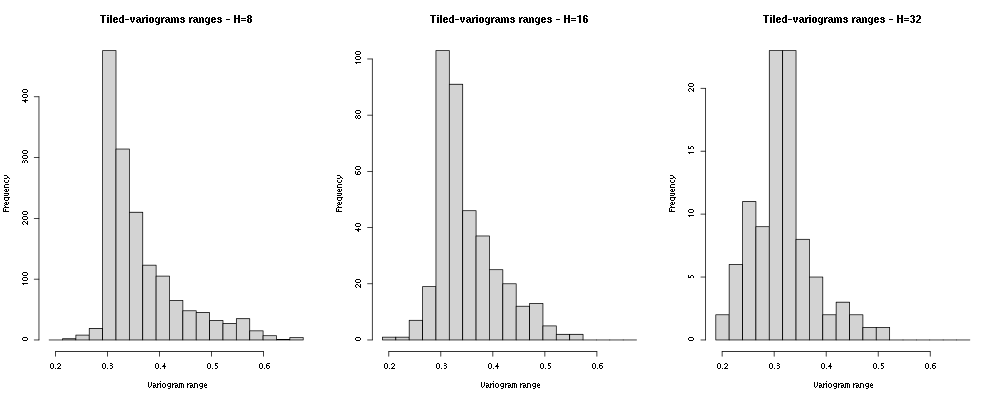 Tiled-variograms ranges - H=8
Frequency
0
100
200
300
400
0.2 0.3 0.4 0.5 0.6
Variogram range
Tiled-variograms ranges - H=16
Frequency
0
20
40
60
80
100
0.2 0.3 0.4 0.5 0.6
Variogram range
Tiled-variograms ranges - H=32
Frequency
0
5
10
15
20
0.2 0.3 0.4 0.5 0.6
Variogram range